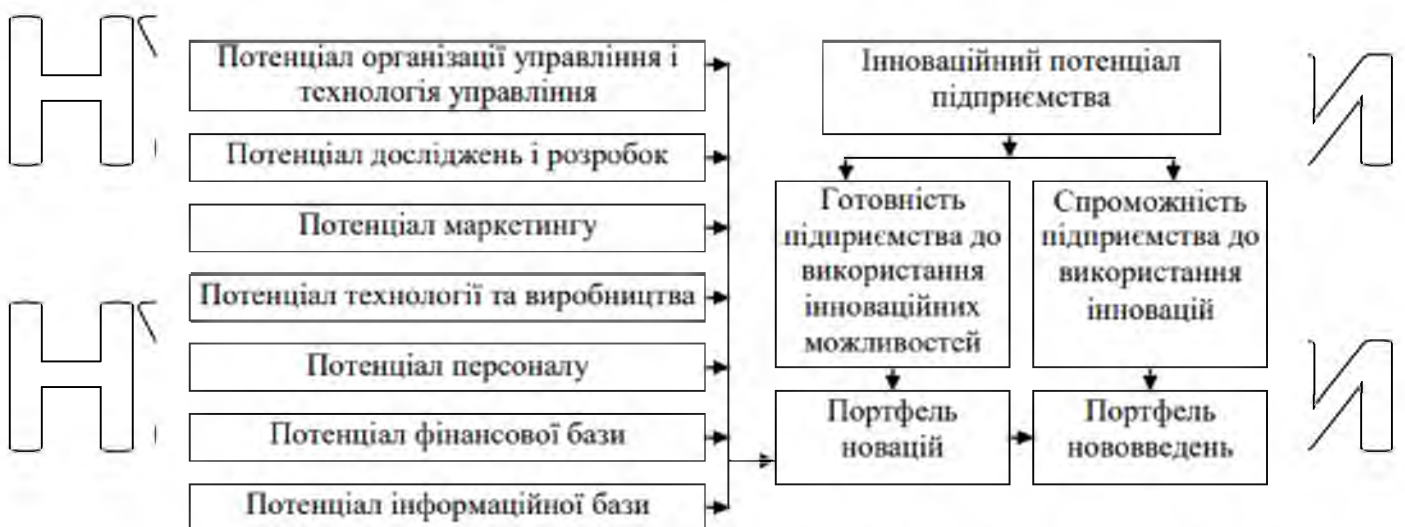 Потенціал організації управління і
технологія управління
Потенціал досліджень і розробок
Потенціал маркетингу
Потенціал технології та виробництва
Потенціал персоналу
Потенціал фінансової бази
Потенціал інформаційної бази
Інноваційний потенціал
підприємства
Готовність
підприємства до
використання
інноваційних
можливостей
Спроможність
підприємства до
використання
інновацій
Портфель
новацій
Портфель
нововведень
Н
И
Н
И